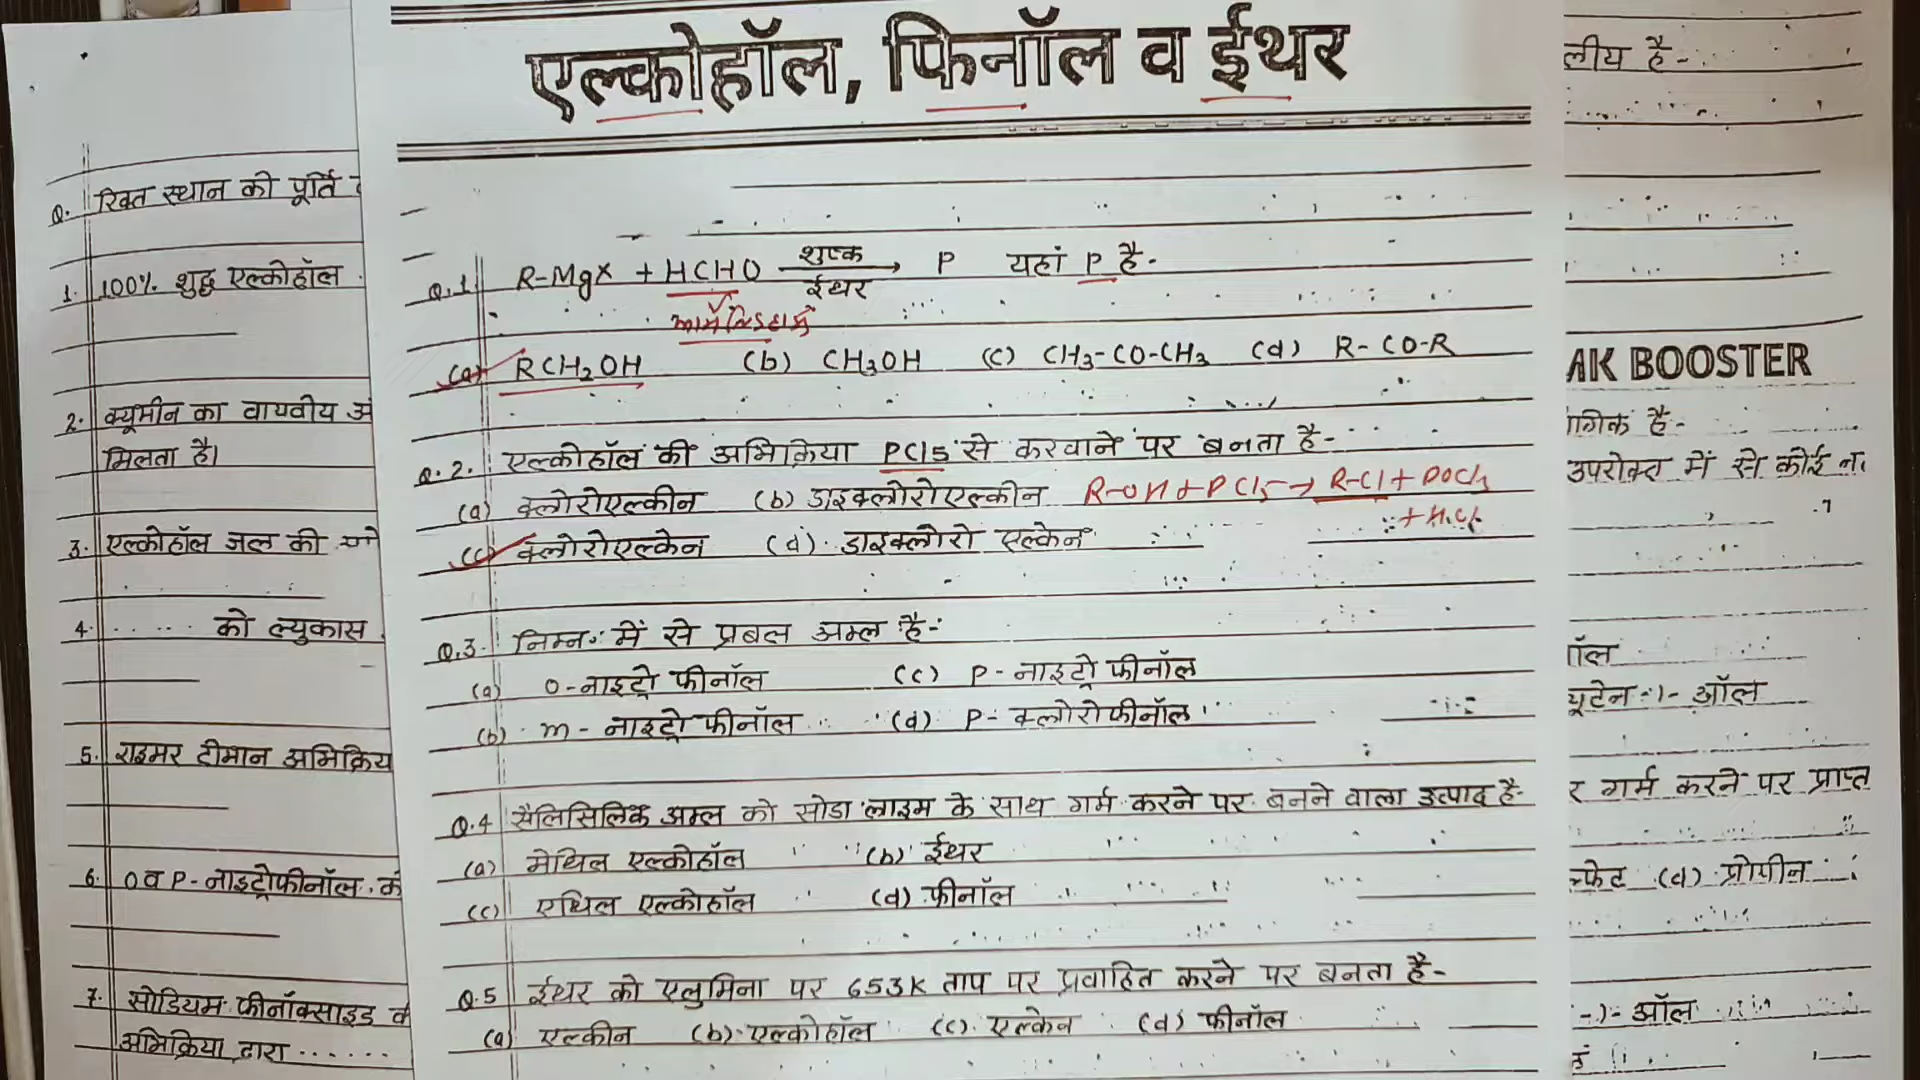 एल्कोहॉल, फिनॉल व ईथर
Q.1 R-MgX + HCHO शुष्क ईथर → P यहां P है-
(a) RCH₂OH (b) CH₃OH (c) CH₃-CO-CH₃ (d) R-CO-R
Q.2. एल्कोहॉल की अभिक्रिया PCl5 से करवाने पर बनता है-
(a) क्लोरोएल्कीन (b) डाइक्लोरोएल्कीन R-OH + PCl5 → R-Cl + POCl3
+ HCl
(c) क्लोरोएल्केन (d) डाइक्लोरो एल्केन
Q.3. निम्न में से प्रबल अम्ल है-
(a) o-नाइट्रो फीनॉल (c) P-नाइट्रो फीनॉल
(b) m-नाइट्रो फीनॉल (d) P-क्लोरोफीनॉल
Q.4 सैलिसिलिक अम्ल को सोडा लाइम के साथ गर्म करने पर बनने वाला उत्पाद है-
(a) मेथिल एल्कोहॉल (b) ईथर
(c) एथिल एल्कोहॉल (d) फीनॉल
Q.5 ईथर को एलुमिना पर 653K ताप पर प्रवाहित करने पर बनता है-
(a) एल्कीन (b) एल्कोहॉल (c) एल्केन (d) फीनॉल
Q. रिक्त स्थान की पूर्ति
1. 100% शुद्ध एल्कोहॉल
2. क्यूमीन का वायवीय
मिलता है।
3. एल्कोहॉल जल की
4. ..... को ल्युकास
5. राइमर टीमान अभिक्रिय
6. o व P-नाइट्रोफीनॉल
7. सोडियम फीनॉक्साइड
अभिक्रिया द्वारा ......
लीय है-
AK BOOSTER
गिक है-
उपरोक्त में से कोई न
ॉल
यूटेन-1-ऑल
र गर्म करने पर प्राप्त
(d) प्रोपीन
-1-ऑल